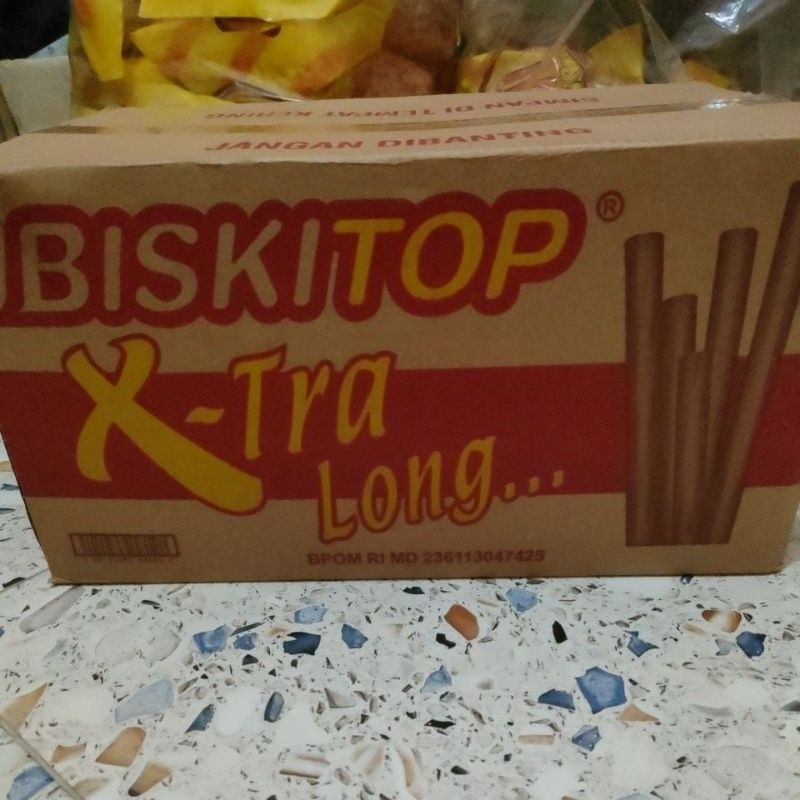 SIMPAN DI TEMPAT KERING
JANGAN DIBANTING
BISKITOP®
X-Tra
Long...
BPOM RI MD 236113047425